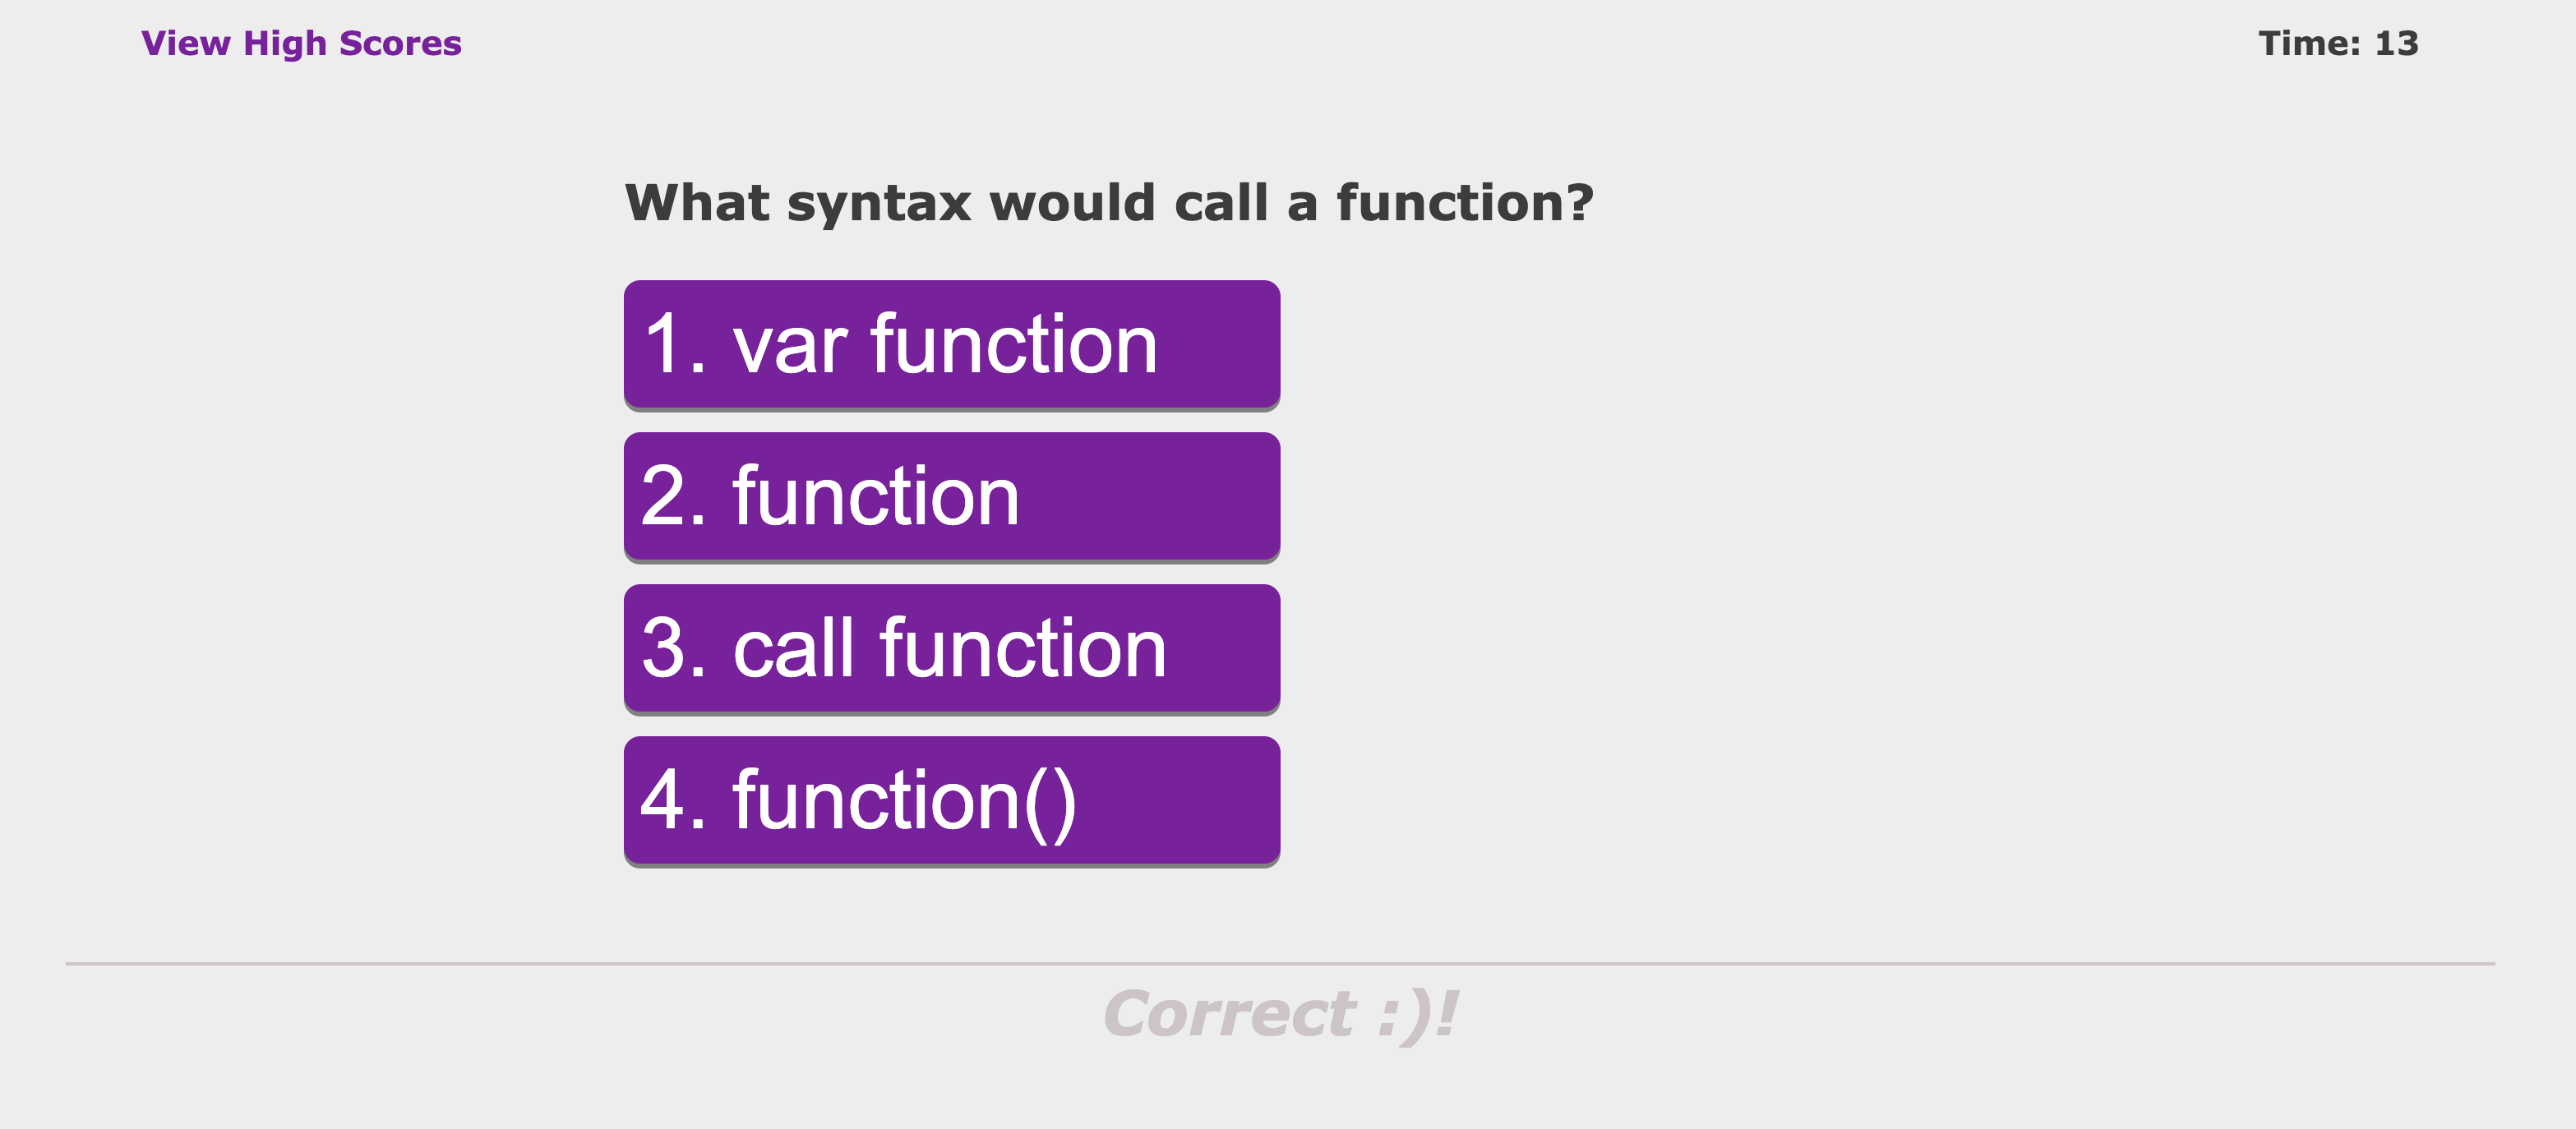 View High Scores
Time: 13
What syntax would call a function?
1. var function
2. function
3. call function
4. function()
Correct :)!